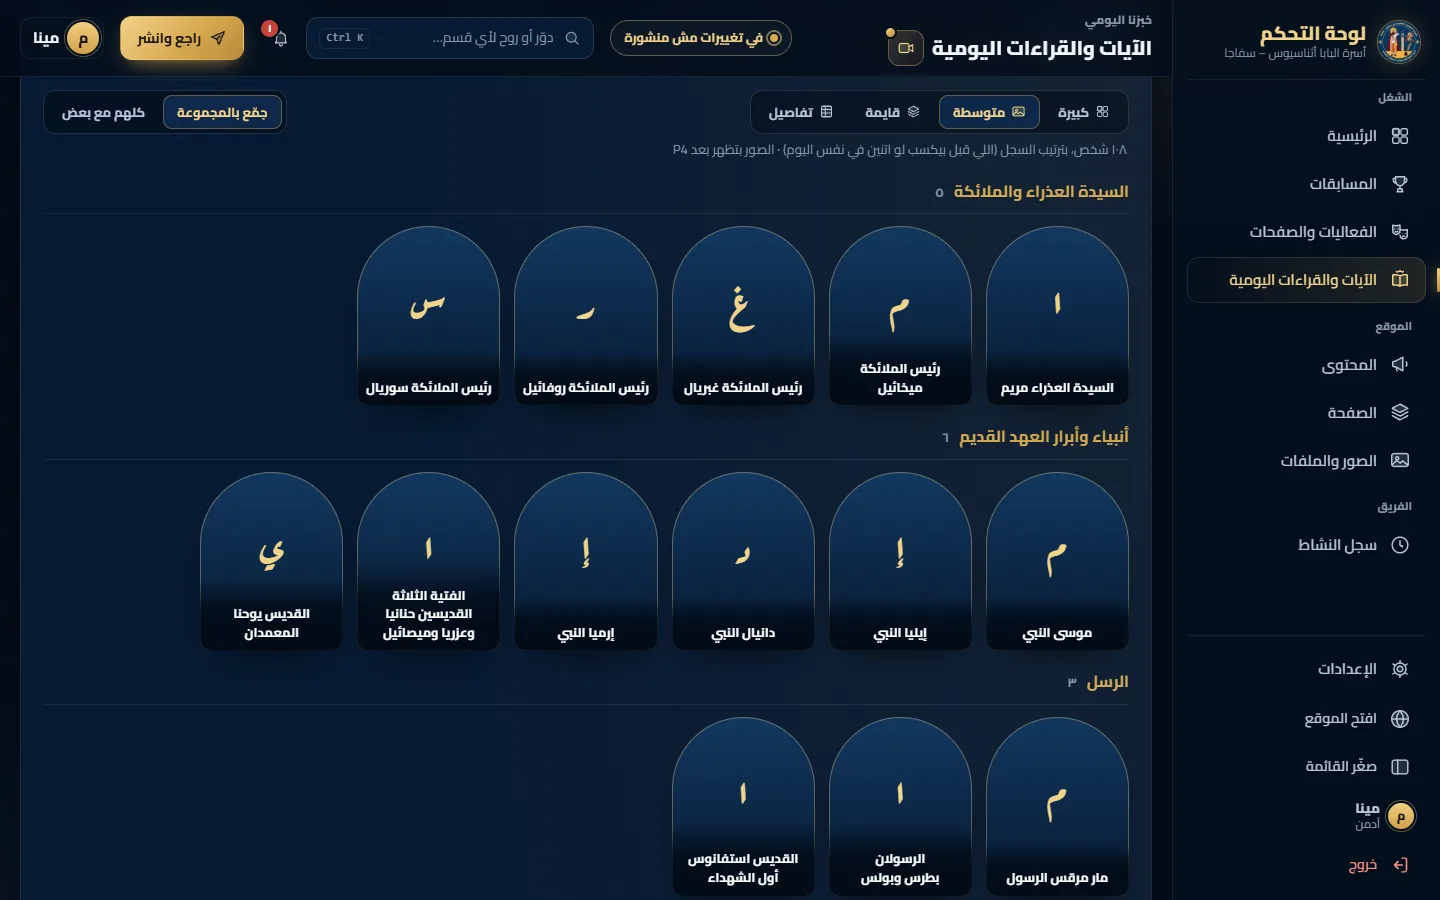 لوحة التحكم
أسرة البابا أثناسيوس – سفاجا
الشغل
الرئيسية
المسابقات
الفعاليات والصفحات
الآيات والقراءات اليومية
الموقع
المحتوى
الصفحة
الصور والملفات
الفريق
سجل النشاط
الإعدادات
افتح الموقع
صغّر القائمة
م
مينا
أدمن
خروج
خبزنا اليومي
الآيات والقراءات اليومية
في تغييرات مش منشورة
دوّر أو روح لأي قسم...
Ctrl K
١
راجع وانشر
م
مينا
كبيرة
متوسطة
قايمة
تفاصيل
جمّع بالمجموعة
كلهم مع بعض
١٠٨ شخص، بترتيب السجل (اللي قبل بيكسب لو اتنين في نفس اليوم) · الصور بتظهر بعد P4
السيدة العذراء والملائكة ٥
ا
السيدة العذراء مريم
م
رئيس الملائكة
ميخائيل
غ
رئيس الملائكة غبريال
ر
رئيس الملائكة روفائيل
س
رئيس الملائكة سوريال
أنبياء وأبرار العهد القديم ٦
م
موسى النبي
إ
إيليا النبي
د
دانيال النبي
إ
إرميا النبي
ا
الفتية الثلاثة
القديسين حنانيا
وعزريا وميصائيل
ي
القديس يوحنا
المعمدان
الرسل ٣
م
مار مرقس الرسول
ا
الرسولان
بطرس وبولس
ا
القديس استفانوس
أول الشهداء